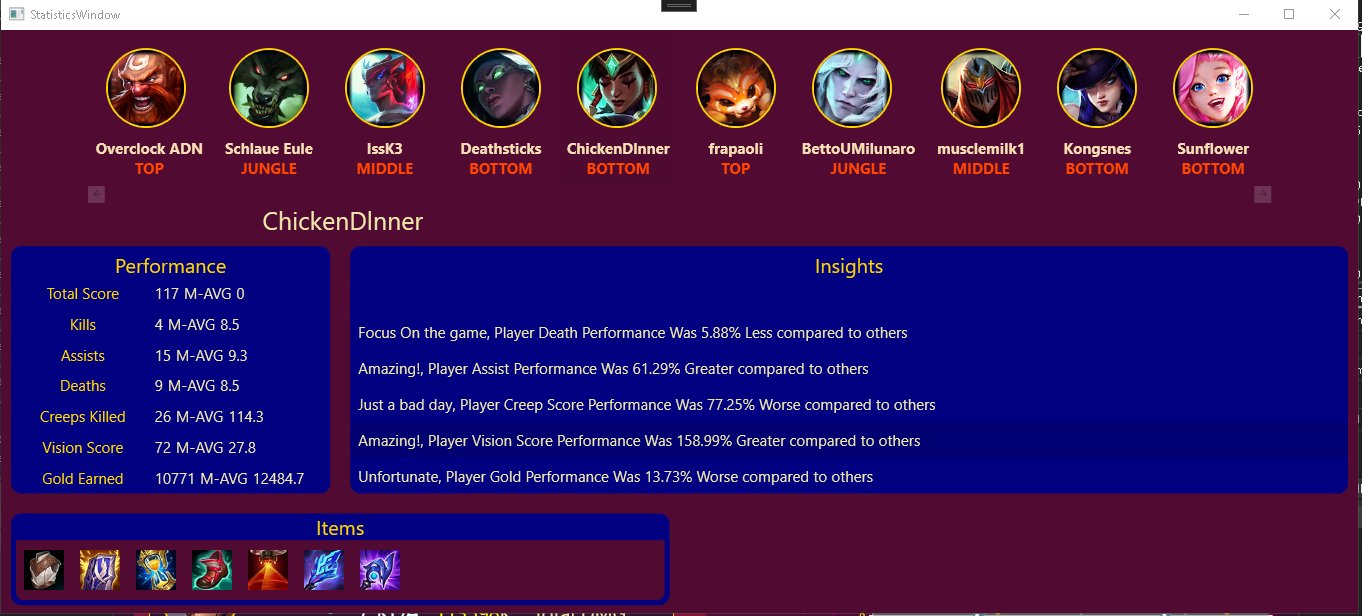 StatisticsWindow
Overclock ADN Schlaue Eule IssK3 Deathsticks ChickenDInner frapaoli BettoUMilunaro musclemilk1 Kongsnes Sunflower
TOP JUNGLE MIDDLE BOTTOM BOTTOM TOP JUNGLE MIDDLE BOTTOM BOTTOM
ChickenDInner
Performance
Total Score 117 M-AVG 0
Kills 4 M-AVG 8.5
Assists 15 M-AVG 9.3
Deaths 9 M-AVG 8.5
Creeps Killed 26 M-AVG 114.3
Vision Score 72 M-AVG 27.8
Gold Earned 10771 M-AVG 12484.7
Insights
Focus On the game, Player Death Performance Was 5.88% Less compared to others
Amazing!, Player Assist Performance Was 61.29% Greater compared to others
Just a bad day, Player Creep Score Performance Was 77.25% Worse compared to others
Amazing!, Player Vision Score Performance Was 158.99% Greater compared to others
Unfortunate, Player Gold Performance Was 13.73% Worse compared to others
Items